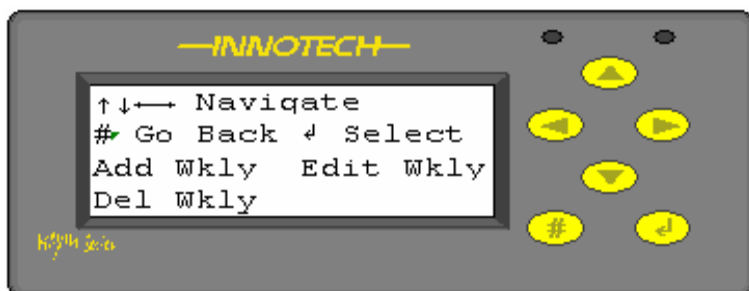 INNOTECH
↑↓←→ Navigate
# Go Back ↲ Select
Add Wkly Edit Wkly
Del Wkly
# ↲